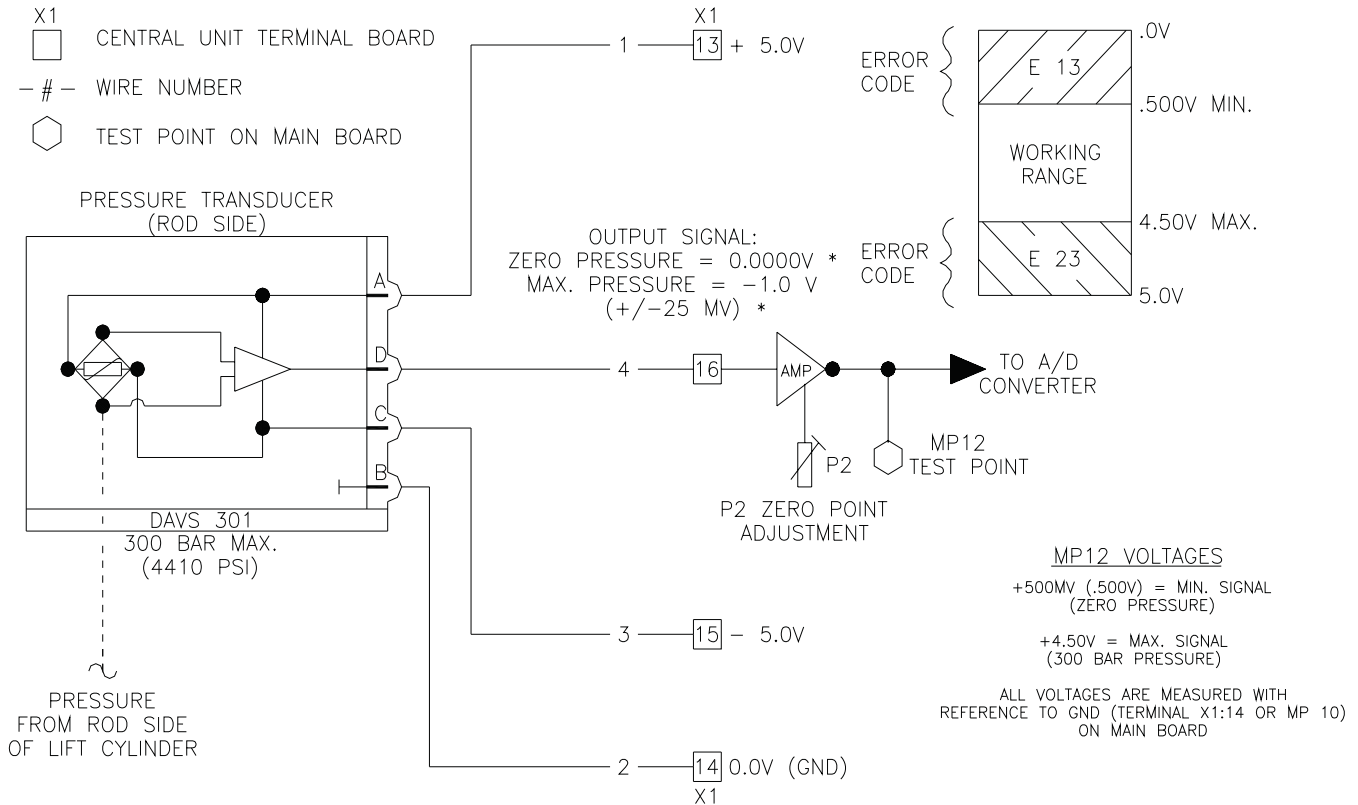 X1
CENTRAL UNIT TERMINAL BOARD
- # - WIRE NUMBER
TEST POINT ON MAIN BOARD
PRESSURE TRANSDUCER
(ROD SIDE)
A
D
C
B
DAVS 301
300 BAR MAX.
(4410 PSI)
PRESSURE
FROM ROD SIDE
OF LIFT CYLINDER
X1
1
13 + 5.0V
OUTPUT SIGNAL:
ZERO PRESSURE = 0.0000V *
MAX. PRESSURE = -1.0 V
(+/-25 MV) *
4
16
AMP
TO A/D
CONVERTER
P2
MP12
TEST POINT
P2 ZERO POINT
ADJUSTMENT
3
15 - 5.0V
2
14 0.0V (GND)
X1
ERROR
CODE
E 13
.0V
.500V MIN.
WORKING
RANGE
4.50V MAX.
ERROR
CODE
E 23
5.0V
MP12 VOLTAGES
+500MV (.500V) = MIN. SIGNAL
(ZERO PRESSURE)
+4.50V = MAX. SIGNAL
(300 BAR PRESSURE)
ALL VOLTAGES ARE MEASURED WITH
REFERENCE TO GND (TERMINAL X1:14 OR MP 10)
ON MAIN BOARD